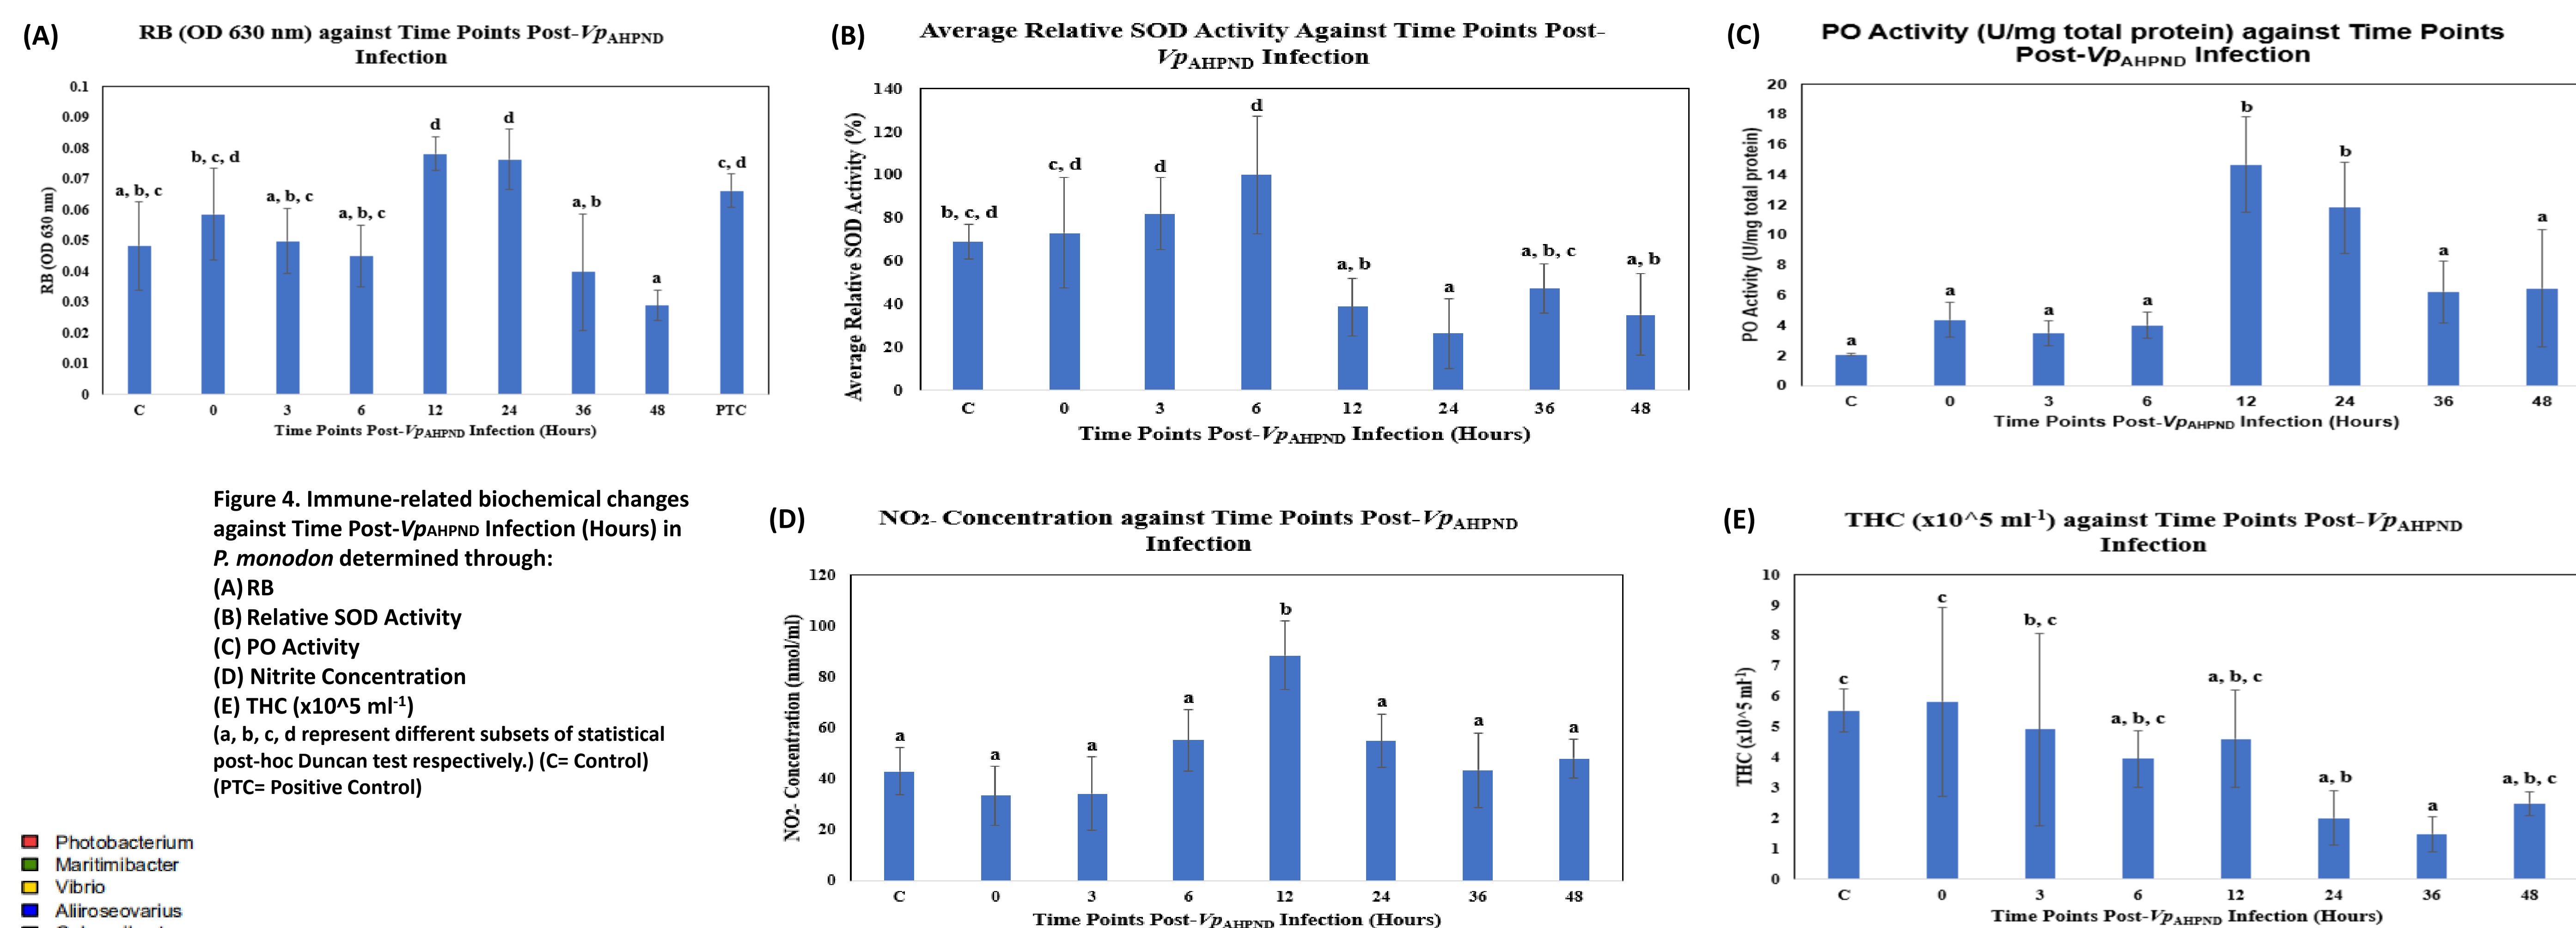 (A)
RB (OD 630 nm) against Time Points Post-VpAHPND
Infection
RB (OD 630 nm)
0.1
0.09
0.08
0.07
0.06
0.05
0.04
0.03
0.02
0.01
0
a, b, c
b, c, d
a, b, c
a, b, c
d
d
a, b
a
c, d
C 0 3 6 12 24 36 48 PTC
Time Points Post-VpAHPND Infection (Hours)
(B)
Average Relative SOD Activity Against Time Points Post-
VpAHPND Infection
Average Relative SOD Activity (%)
140
120
100
80
60
40
20
0
b, c, d
c, d
d
d
a, b
a
a, b, c
a, b
C 0 3 6 12 24 36 48
Time Points Post-VpAHPND Infection (Hours)
(C)
PO Activity (U/mg total protein) against Time Points
Post-VpAHPND Infection
PO Activity (U/mg total protein)
20
18
16
14
12
10
8
6
4
2
0
a
a
a
a
b
b
a
a
C 0 3 6 12 24 36 48
Time Points Post-VpAHPND Infection (Hours)
Figure 4. Immune-related biochemical changes
against Time Post-VpAHPND Infection (Hours) in
P. monodon determined through:
(A) RB
(B) Relative SOD Activity
(C) PO Activity
(D) Nitrite Concentration
(E) THC (x10^5 ml-1)
(a, b, c, d represent different subsets of statistical
post-hoc Duncan test respectively.) (C= Control)
(PTC= Positive Control)
Photobacterium
Maritimibacter
Vibrio
Aliiroseovarius
(D)
NO2- Concentration against Time Points Post-VpAHPND
Infection
NO2- Concentration (nmol/ml)
120
100
80
60
40
20
0
a
a
a
a
b
a
a
a
C 0 3 6 12 24 36 48
Time Points Post-VpAHPND Infection (Hours)
(E)
THC (x10^5 ml-1) against Time Points Post-VpAHPND
Infection
THC (x10^5 ml-1)
10
9
8
7
6
5
4
3
2
1
0
c
c
b, c
a, b, c
a, b, c
a, b
a
a, b, c
C 0 3 6 12 24 36 48
Time Points Post-VpAHPND Infection (Hours)